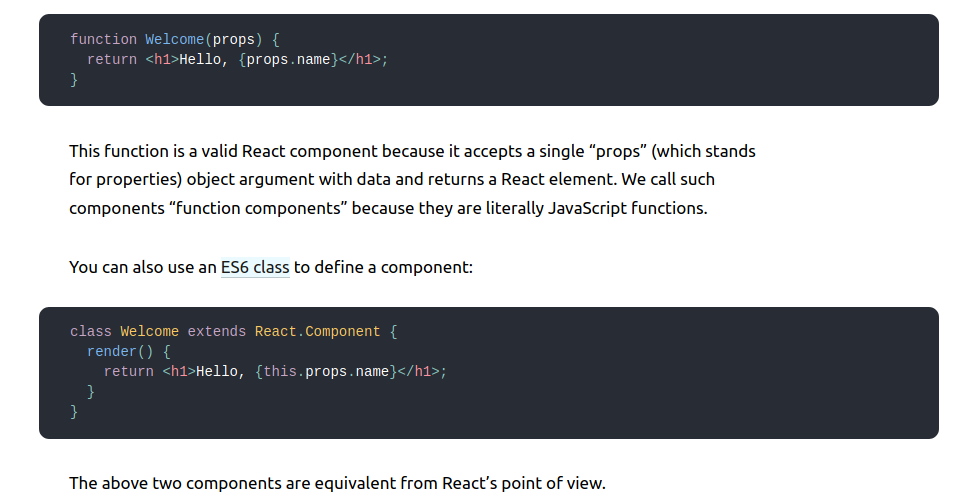 function Welcome(props) {
  return <h1>Hello, {props.name}</h1>;
}
This function is a valid React component because it accepts a single “props” (which stands
for properties) object argument with data and returns a React element. We call such
components “function components” because they are literally JavaScript functions.
You can also use an ES6 class to define a component:
class Welcome extends React.Component {
  render() {
    return <h1>Hello, {this.props.name}</h1>;
  }
}
The above two components are equivalent from React’s point of view.